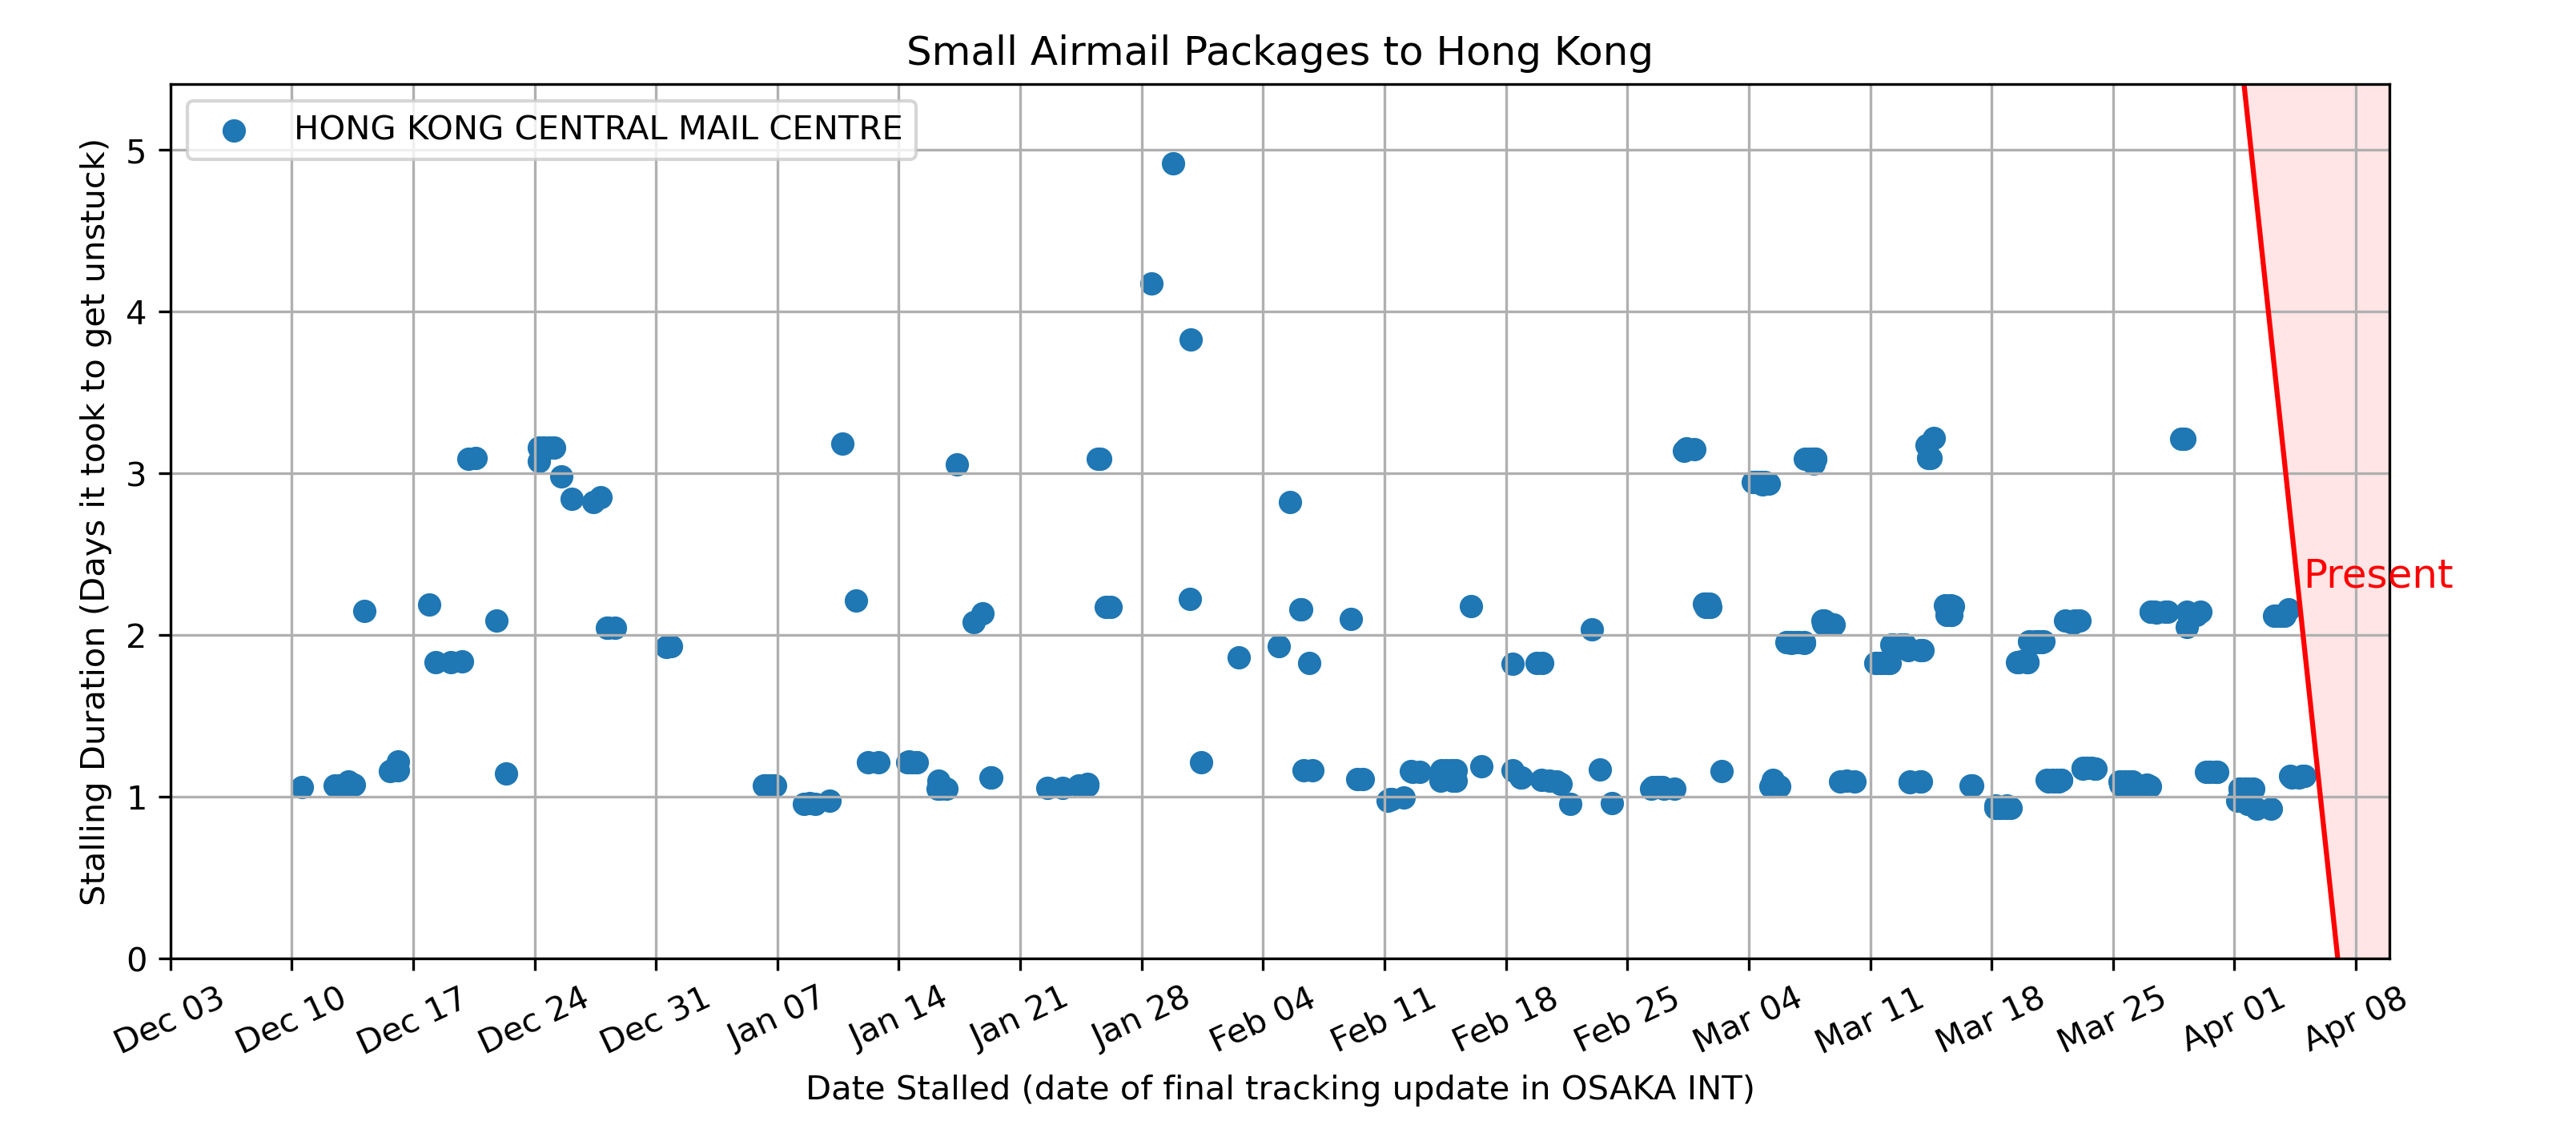 Small Airmail Packages to Hong Kong
HONG KONG CENTRAL MAIL CENTRE
Stalling Duration (Days it took to get unstuck)
5
4
3
2
1
0
Present
Dec 03
Dec 10
Dec 17
Dec 24
Dec 31
Jan 07
Jan 14
Jan 21
Jan 28
Feb 04
Feb 11
Feb 18
Feb 25
Mar 04
Mar 11
Mar 18
Mar 25
Apr 01
Apr 08
Date Stalled (date of final tracking update in OSAKA INT)